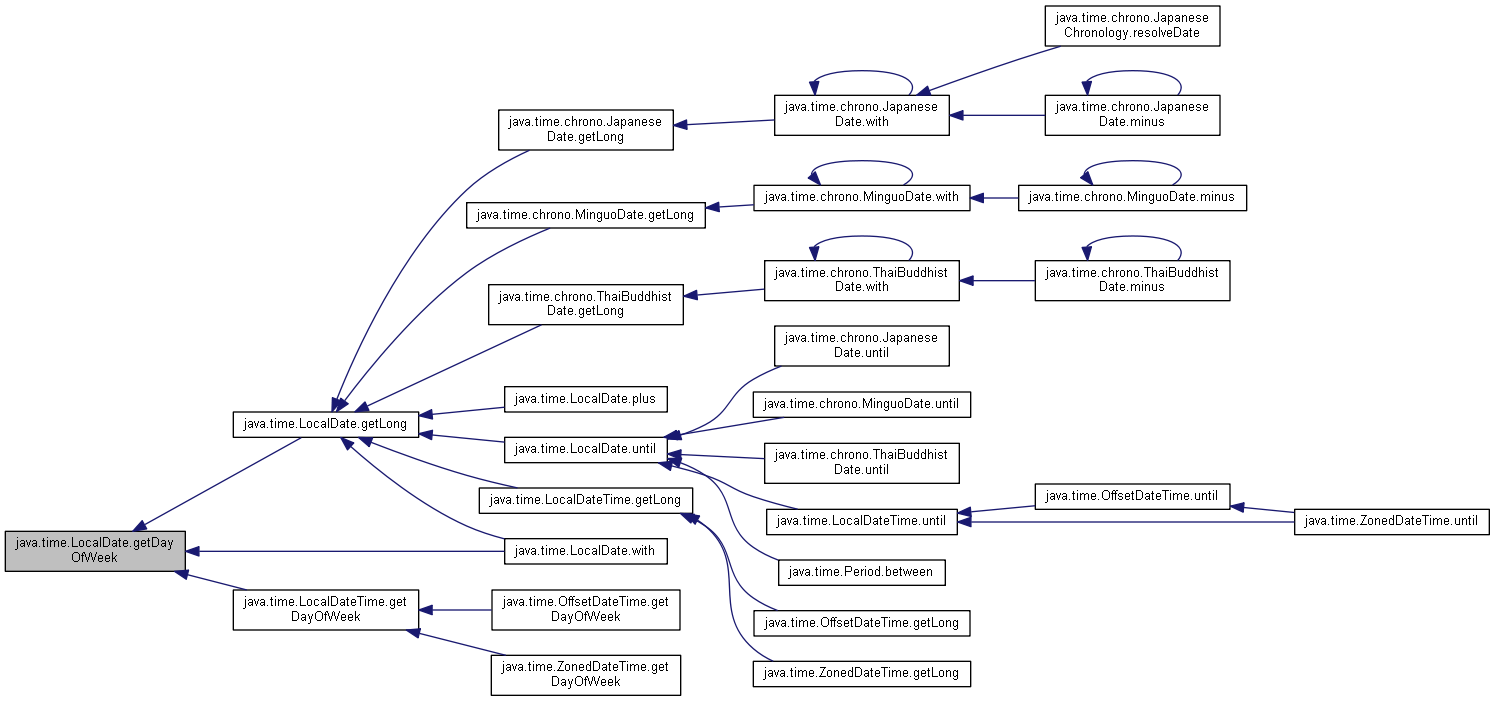 java.time.chrono.Japanese
Chronology.resolveDate
java.time.chrono.Japanese
Date.with
java.time.chrono.Japanese
Date.minus
java.time.chrono.Japanese
Date.getLong
java.time.chrono.MinguoDate.with
java.time.chrono.MinguoDate.minus
java.time.chrono.MinguoDate.getLong
java.time.chrono.ThaiBuddhist
Date.with
java.time.chrono.ThaiBuddhist
Date.minus
java.time.chrono.ThaiBuddhist
Date.getLong
java.time.chrono.Japanese
Date.until
java.time.LocalDate.plus
java.time.chrono.MinguoDate.until
java.time.LocalDate.getLong
java.time.LocalDate.until
java.time.chrono.ThaiBuddhist
Date.until
java.time.LocalDateTime.getLong
java.time.OffsetDateTime.until
java.time.LocalDateTime.until
java.time.ZonedDateTime.until
java.time.LocalDate.getDay
OfWeek
java.time.LocalDate.with
java.time.Period.between
java.time.LocalDateTime.get
DayOfWeek
java.time.OffsetDateTime.get
DayOfWeek
java.time.OffsetDateTime.getLong
java.time.ZonedDateTime.get
DayOfWeek
java.time.ZonedDateTime.getLong